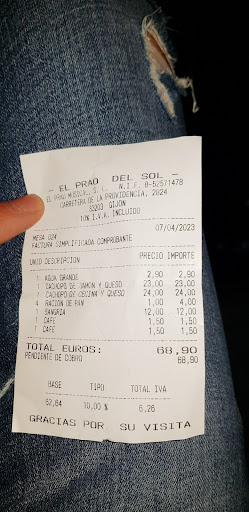 - EL PRAO DEL SOL -
EL PRAO MUSICAL, S. L. N.I.F. B-52571478
CARRETERA DE LA PROVIDENCIA, 2024
33203 GIJON
10% I.V.A. INCLUIDO
MESA 024 07/04/2023
FACTURA SIMPLIFICADA COMPROBANTE
UNID DESCRIPCION PRECIO IMPORTE
1 AGUA GRANDE 2,90 2,90
1 CACHOPO DE JAMON Y QUESO 23,00 23,00
1 CACHOPO DE CECINA Y QUESO 24,00 24,00
4 RACION DE PAN 1,00 4,00
1 SANGRIA 12,00 12,00
1 CAFE 1,50 1,50
1 CAFE 1,50 1,50
TOTAL EUROS: 68,90
PENDIENTE DE COBRO 68,90
BASE TIPO TOTAL IVA
62,64 10,00 % 6,26
GRACIAS POR SU VISITA